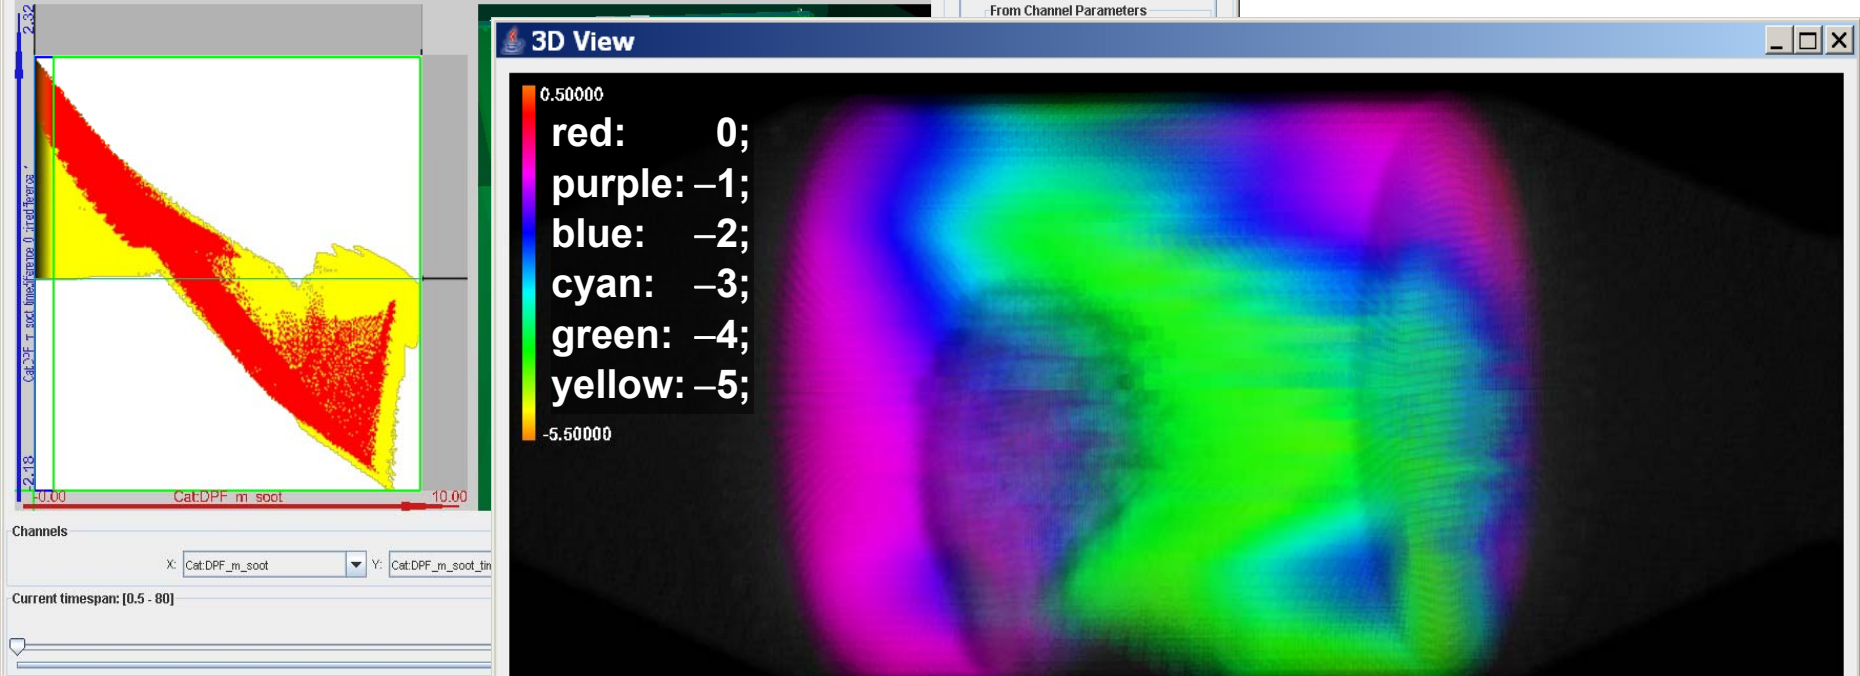 From Channel Parameters
3D View
2.32
-2.18
-0.00
Cat:DPF_m_soot
10.00
0.50000
red: 0;
purple: –1;
blue: –2;
cyan: –3;
green: –4;
yellow: –5;
-5.50000
Channels
X: Cat:DPF_m_soot
Y: Cat:DPF_m_soot_tin
Current timespan: [0.5 - 80]